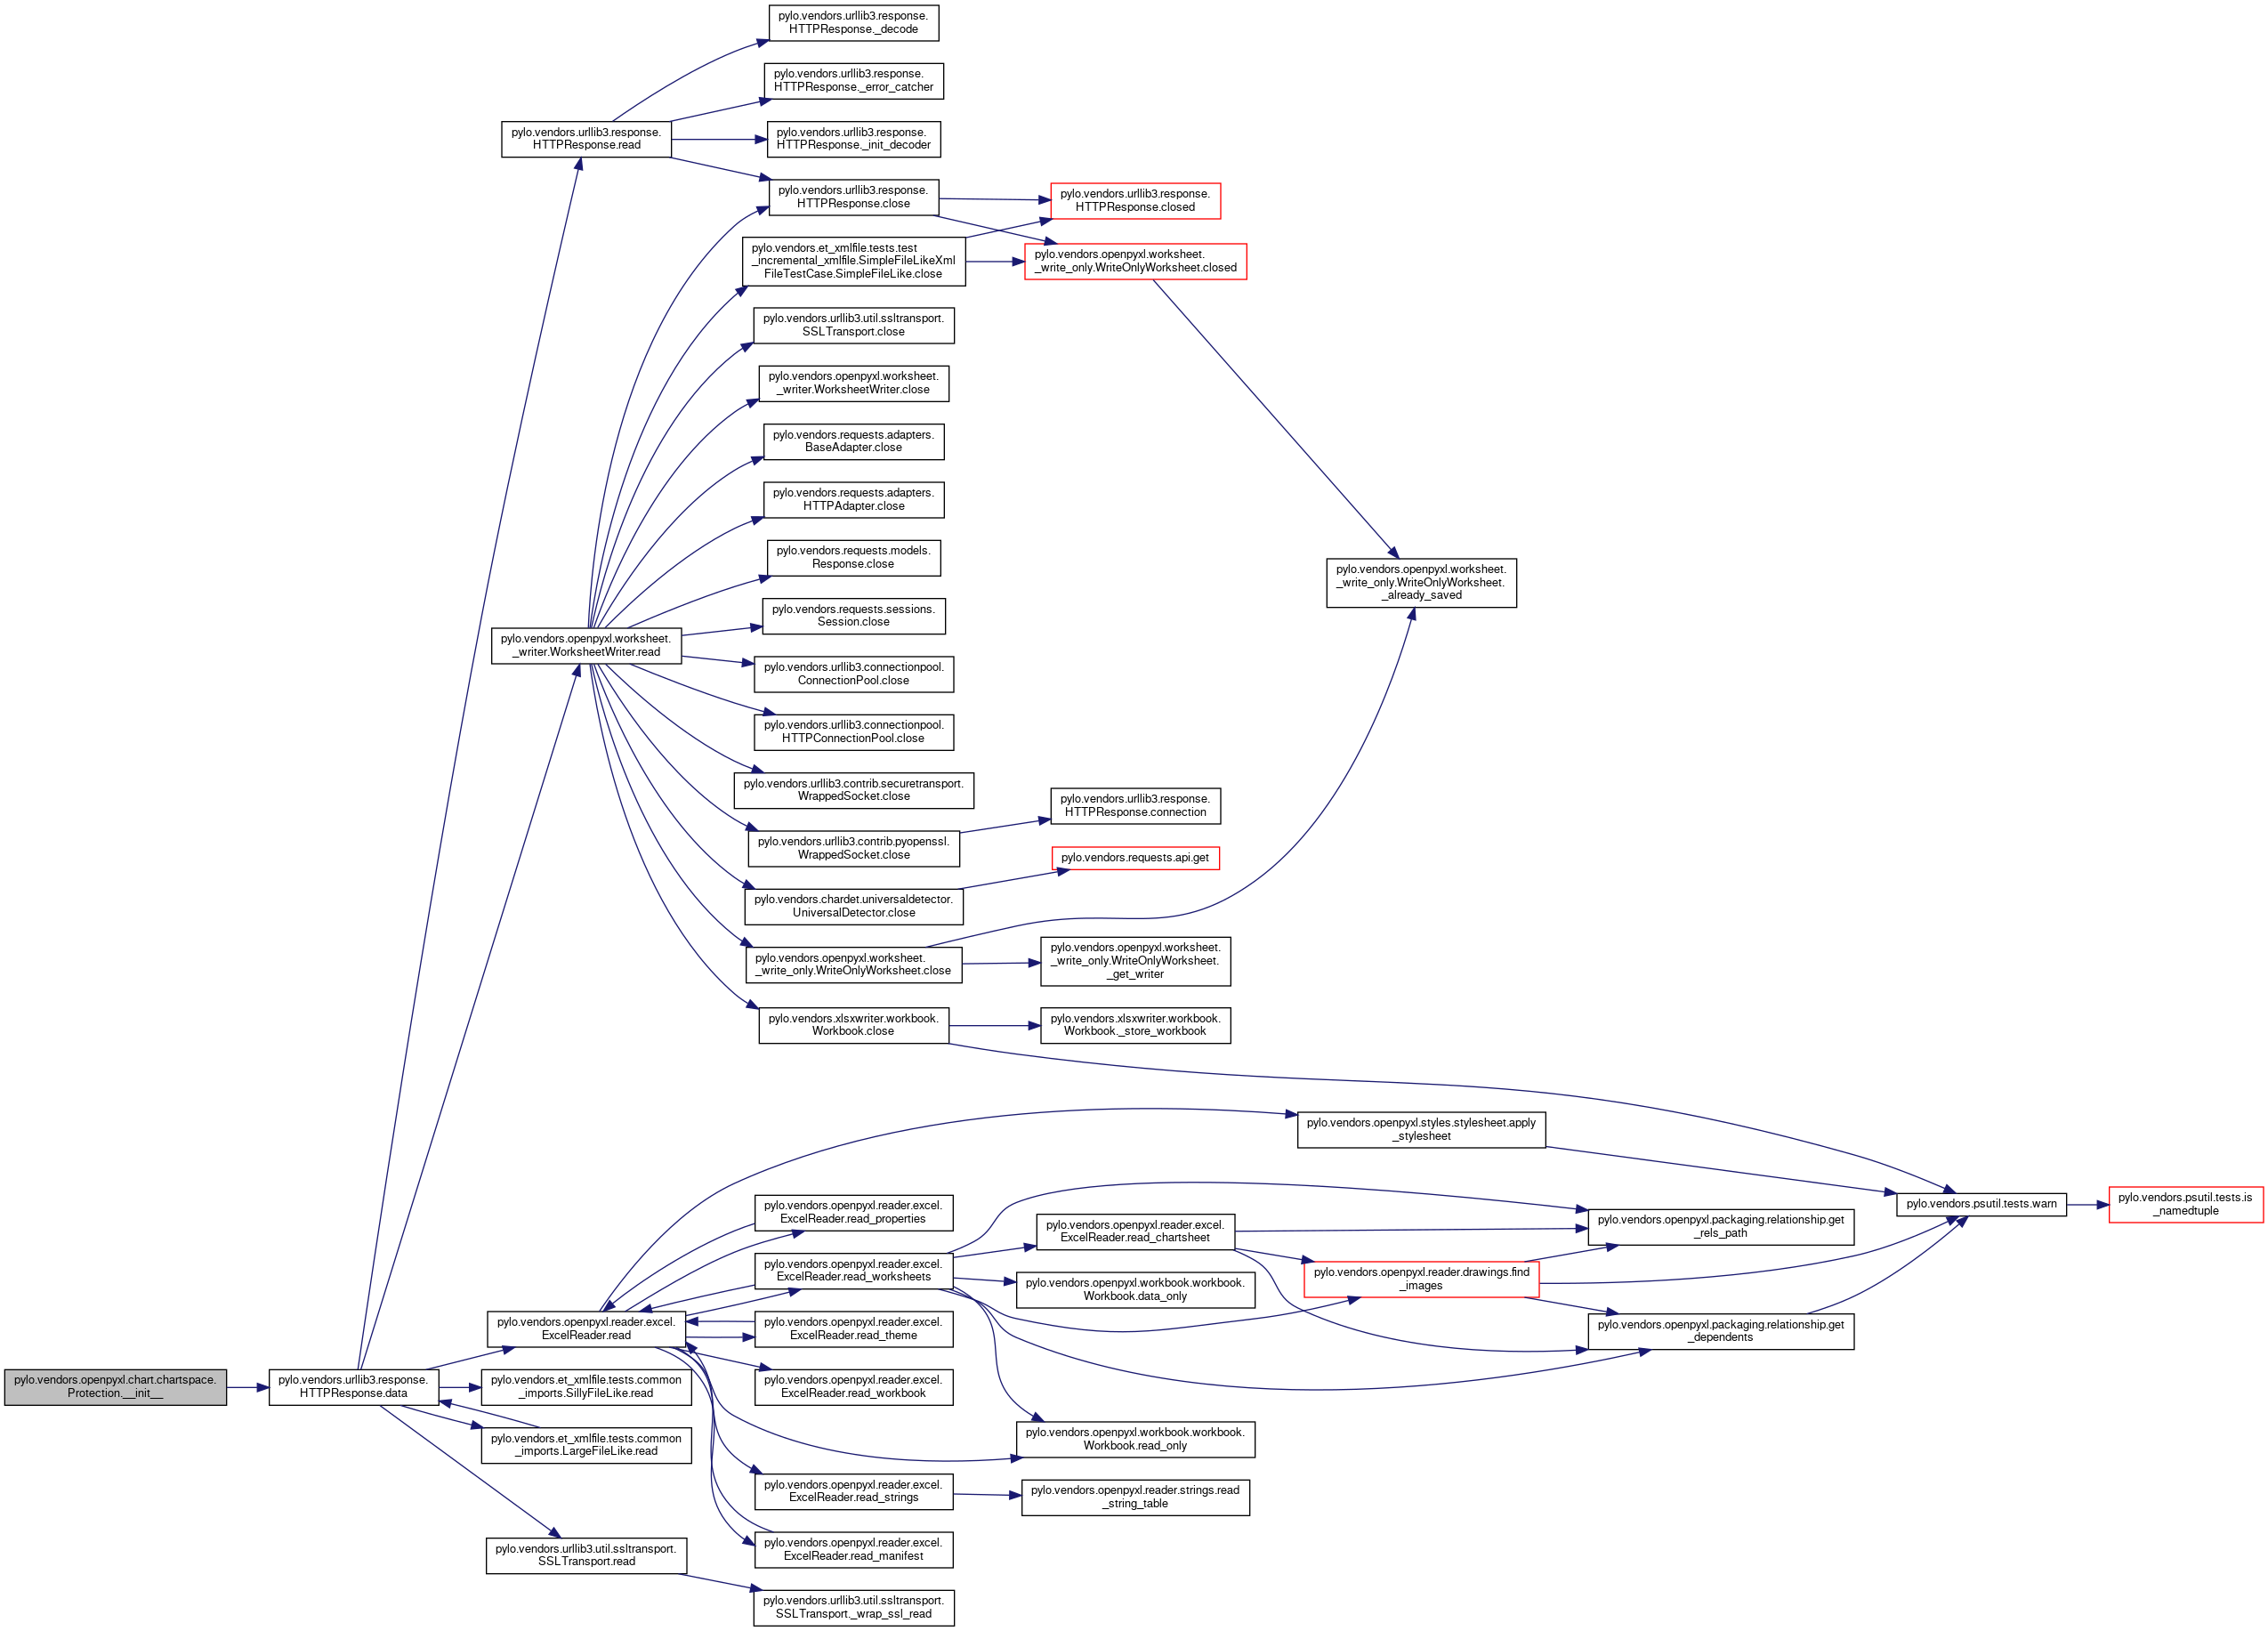 pylo.vendors.urllib3.response.
HTTPResponse._decode
pylo.vendors.urllib3.response.
HTTPResponse._error_catcher
pylo.vendors.urllib3.response.
HTTPResponse.read
pylo.vendors.urllib3.response.
HTTPResponse._init_decoder
pylo.vendors.urllib3.response.
HTTPResponse.close
pylo.vendors.urllib3.response.
HTTPResponse.closed
pylo.vendors.et_xmlfile.tests.test
_incremental_xmlfile.SimpleFileLikeXml
FileTestCase.SimpleFileLike.close
pylo.vendors.openpyxl.worksheet.
_write_only.WriteOnlyWorksheet.closed
pylo.vendors.urllib3.util.ssltransport.
SSLTransport.close
pylo.vendors.openpyxl.worksheet.
_writer.WorksheetWriter.close
pylo.vendors.requests.adapters.
BaseAdapter.close
pylo.vendors.requests.adapters.
HTTPAdapter.close
pylo.vendors.requests.models.
Response.close
pylo.vendors.openpyxl.worksheet.
_write_only.WriteOnlyWorksheet.
_already_saved
pylo.vendors.requests.sessions.
Session.close
pylo.vendors.openpyxl.worksheet.
_writer.WorksheetWriter.read
pylo.vendors.urllib3.connectionpool.
ConnectionPool.close
pylo.vendors.urllib3.connectionpool.
HTTPConnectionPool.close
pylo.vendors.urllib3.contrib.securetransport.
WrappedSocket.close
pylo.vendors.urllib3.response.
HTTPResponse.connection
pylo.vendors.urllib3.contrib.pyopenssl.
WrappedSocket.close
pylo.vendors.requests.api.get
pylo.vendors.chardet.universaldetector.
UniversalDetector.close
pylo.vendors.openpyxl.worksheet.
_write_only.WriteOnlyWorksheet.close
pylo.vendors.openpyxl.worksheet.
_write_only.WriteOnlyWorksheet.
_get_writer
pylo.vendors.xlsxwriter.workbook.
Workbook.close
pylo.vendors.xlsxwriter.workbook.
Workbook._store_workbook
pylo.vendors.openpyxl.styles.stylesheet.apply
_stylesheet
pylo.vendors.psutil.tests.warn
pylo.vendors.psutil.tests.is
_namedtuple
pylo.vendors.openpyxl.reader.excel.
ExcelReader.read_properties
pylo.vendors.openpyxl.reader.excel.
ExcelReader.read_chartsheet
pylo.vendors.openpyxl.packaging.relationship.get
_rels_path
pylo.vendors.openpyxl.reader.excel.
ExcelReader.read_worksheets
pylo.vendors.openpyxl.workbook.workbook.
Workbook.data_only
pylo.vendors.openpyxl.reader.drawings.find
_images
pylo.vendors.openpyxl.reader.excel.
ExcelReader.read
pylo.vendors.openpyxl.reader.excel.
ExcelReader.read_theme
pylo.vendors.openpyxl.packaging.relationship.get
_dependents
pylo.vendors.openpyxl.chart.chartspace.
Protection.__init__
pylo.vendors.urllib3.response.
HTTPResponse.data
pylo.vendors.et_xmlfile.tests.common
_imports.SillyFileLike.read
pylo.vendors.openpyxl.reader.excel.
ExcelReader.read_workbook
pylo.vendors.et_xmlfile.tests.common
_imports.LargeFileLike.read
pylo.vendors.openpyxl.workbook.workbook.
Workbook.read_only
pylo.vendors.openpyxl.reader.excel.
ExcelReader.read_strings
pylo.vendors.openpyxl.reader.strings.read
_string_table
pylo.vendors.urllib3.util.ssltransport.
SSLTransport.read
pylo.vendors.openpyxl.reader.excel.
ExcelReader.read_manifest
pylo.vendors.urllib3.util.ssltransport.
SSLTransport._wrap_ssl_read